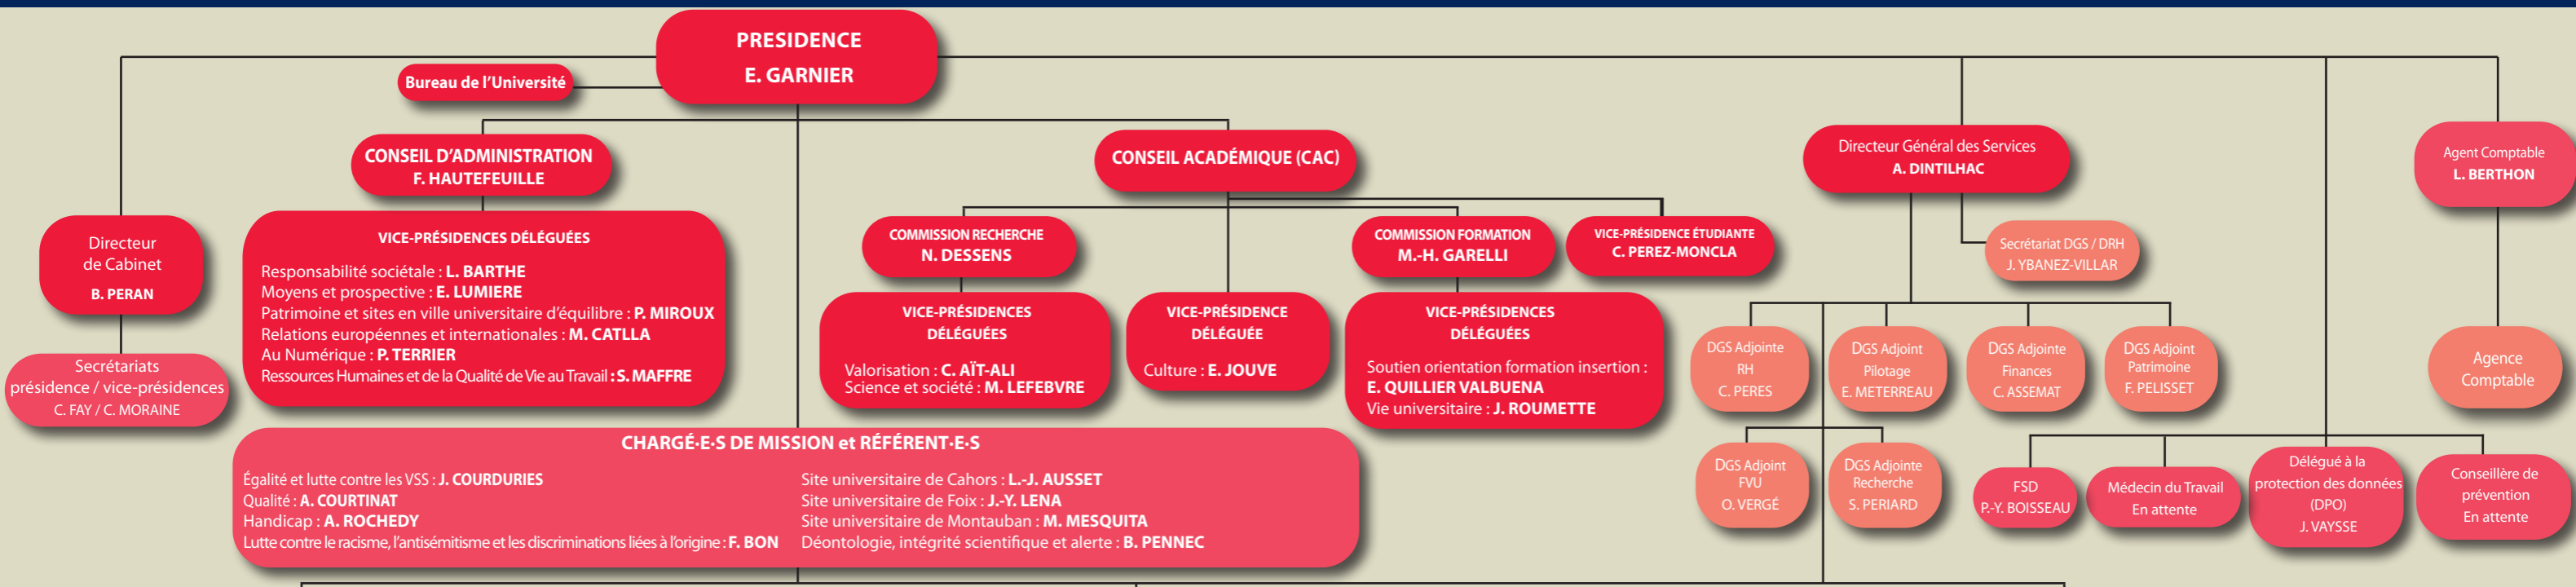 PRESIDENCE
E. GARNIER
Bureau de l'Université
CONSEIL D'ADMINISTRATION
F. HAUTEFEUILLE
CONSEIL ACADÉMIQUE (CAC)
Directeur Général des Services
A. DINTILHAC
Agent Comptable
L. BERTHON
Directeur
de Cabinet
B. PERAN
VICE-PRÉSIDENCES DÉLÉGUÉES
Responsabilité sociétale : L. BARTHE
Moyens et prospective : E. LUMIERE
Patrimoine et sites en ville universitaire d'équilibre : P. MIROUX
Relations européennes et internationales : M. CATLLA
Au Numérique : P. TERRIER
Ressources Humaines et de la Qualité de Vie au Travail : S. MAFFRE
COMMISSION RECHERCHE
N. DESSENS
COMMISSION FORMATION
M.-H. GARELLI
VICE-PRÉSIDENCE ÉTUDIANTE
C. PEREZ-MONCLA
Secrétariat DGS / DRH
J. YBANEZ-VILLAR
Secrétariats
présidence / vice-présidences
C. FAY / C. MORAINE
VICE-PRÉSIDENCES
DÉLÉGUÉES
Valorisation : C. AÏT-ALI
Science et société : M. LEFEBVRE
VICE-PRÉSIDENCE
DÉLÉGUÉE
Culture : E. JOUVE
VICE-PRÉSIDENCES
DÉLÉGUÉES
Soutien orientation formation insertion :
E. QUILLIER VALBUENA
Vie universitaire : J. ROUMETTE
DGS Adjointe
RH
C. PERES
DGS Adjoint
Pilotage
E. METERREAU
DGS Adjointe
Finances
C. ASSEMAT
DGS Adjoint
Patrimoine
F. PELISSET
Agence
Comptable
CHARGÉ·E·S DE MISSION et RÉFÉRENT·E·S
Égalité et lutte contre les VSS : J. COURDURIES
Qualité : A. COURTINAT
Handicap : A. ROCHEDY
Lutte contre le racisme, l'antisémitisme et les discriminations liées à l'origine : F. BON
Site universitaire de Cahors : L.-J. AUSSET
Site universitaire de Foix : J.-Y. LENA
Site universitaire de Montauban : M. MESQUITA
Déontologie, intégrité scientifique et alerte : B. PENNEC
DGS Adjoint
FVU
O. VERGÉ
DGS Adjointe
Recherche
S. PERIARD
FSD
P.-Y. BOISSEAU
Médecin du Travail
En attente
Délégué à la
protection des données
(DPO)
J. VAYSSE
Conseillère de
prévention
En attente